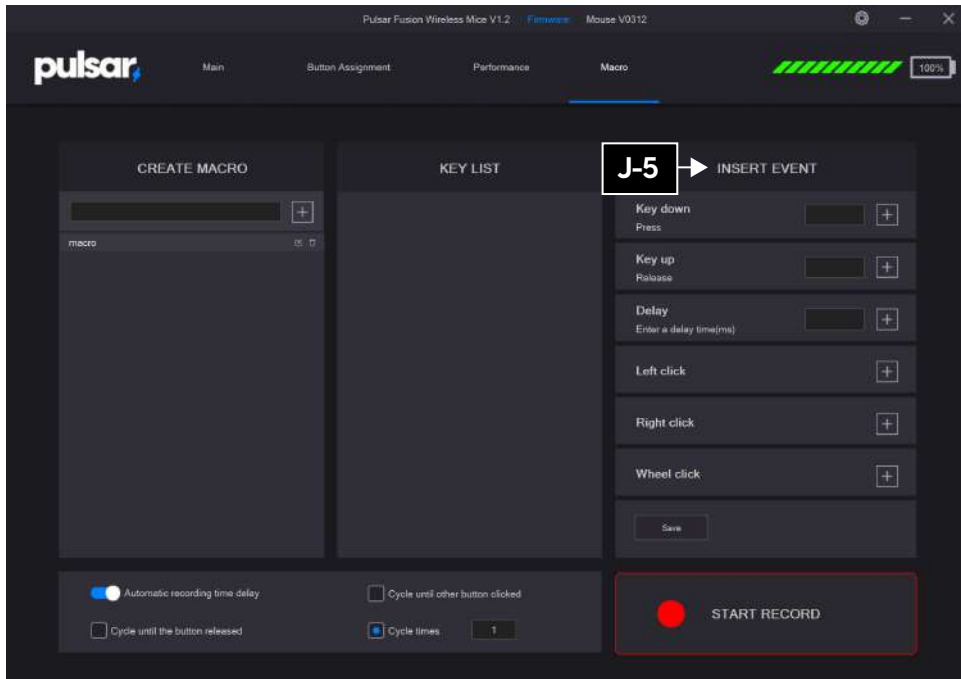 Pulsar Fusion Wireless Mice V1.2 Firmware Mouse V0312
pulsar
Main Button Assignment Performance Macro 100%
CREATE MACRO KEY LIST J-5 INSERT EVENT
macro
Key down
Press
Key up
Release
Delay
Enter a delay time(ms)
Left click
Right click
Wheel click
Save
Automatic recording time delay Cycle until other button clicked
Cycle until the button released Cycle times 1
START RECORD